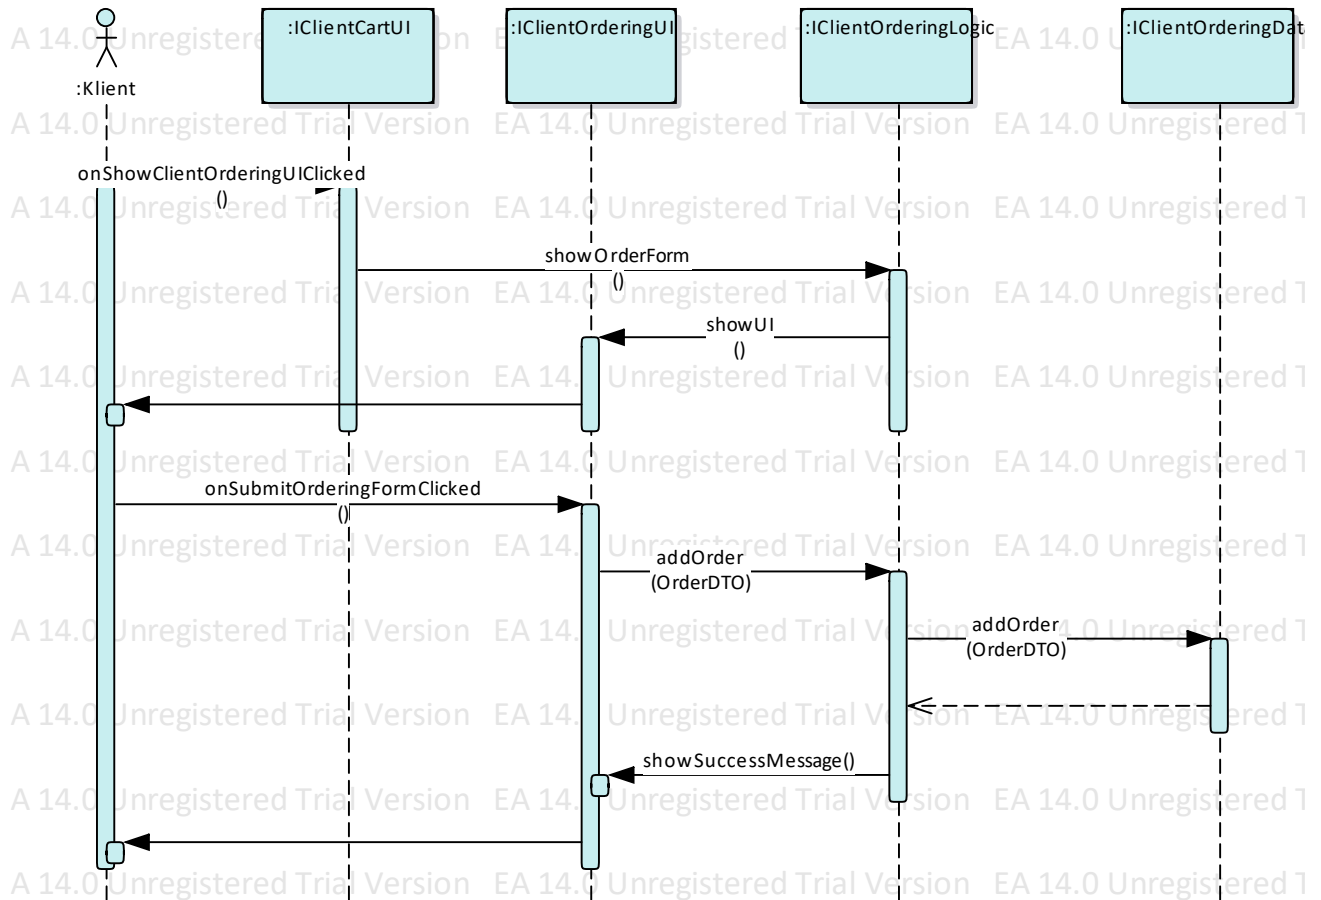 :Klient
:IClientCartUI
:IClientOrderingUI
:IClientOrderingLogic
:IClientOrderingData
onShowClientOrderingUIClicked
()
showOrderForm
()
showUI
()
onSubmitOrderingFormClicked
()
addOrder
(OrderDTO)
addOrder
(OrderDTO)
showSuccessMessage()
EA 14.0 Unregistered Trial Version